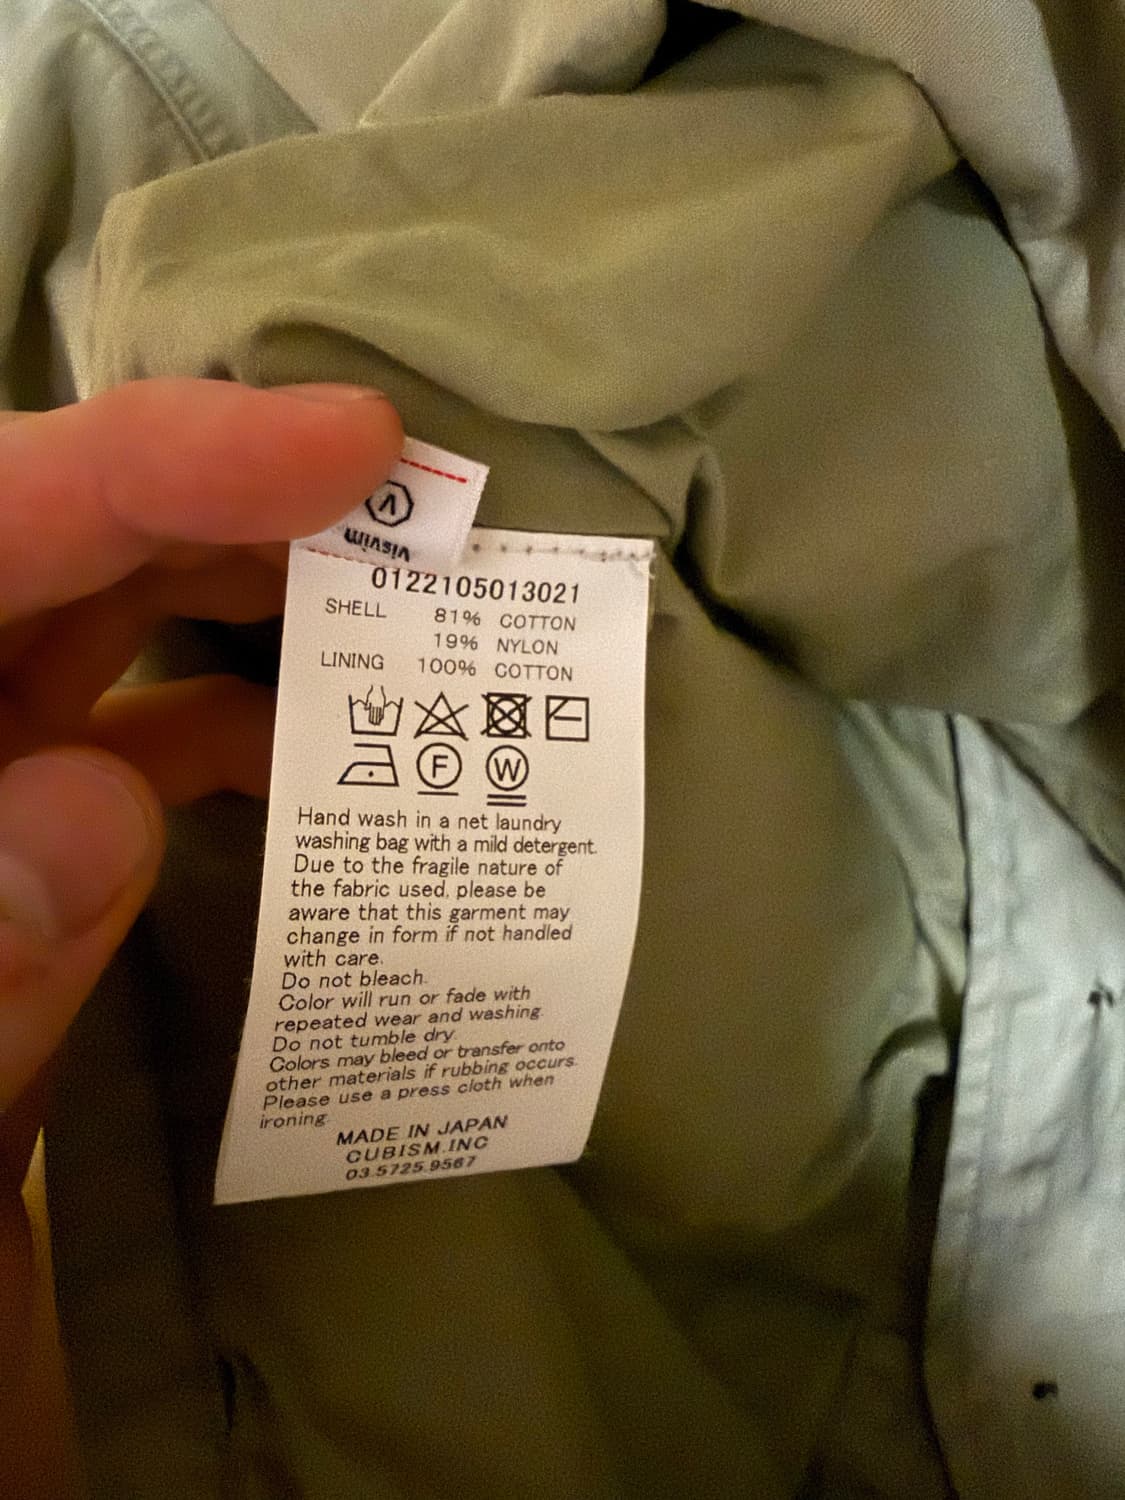 visvim
0122105013021
SHELL 81% COTTON
19% NYLON
LINING 100% COTTON
F W
Hand wash in a net laundry
washing bag with a mild detergent.
Due to the fragile nature of
the fabric used, please be
aware that this garment may
change in form if not handled
with care.
Do not bleach.
Color will run or fade with
repeated wear and washing.
Do not tumble dry.
Colors may bleed or transfer onto
other materials if rubbing occurs.
Please use a press cloth when
ironing.
MADE IN JAPAN
CUBISM.INC
03.5725.9567